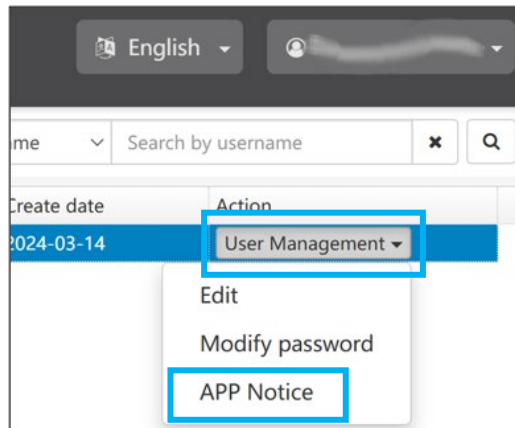 English
me
Search by username
Create date Action
2024-03-14 User Management
Edit
Modify password
APP Notice